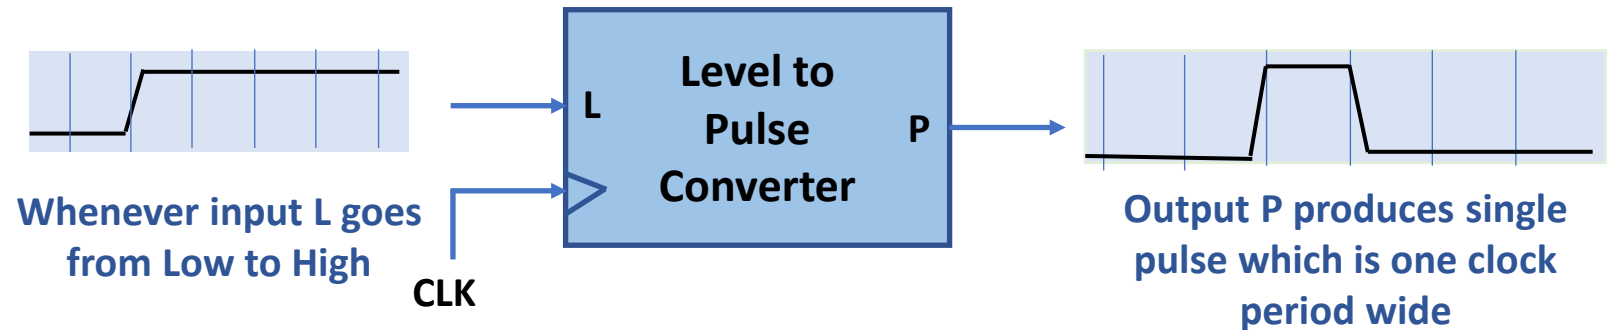 Whenever input L goes
from Low to High
CLK
L
Level to
Pulse
Converter
P
Output P produces single
pulse which is one clock
period wide